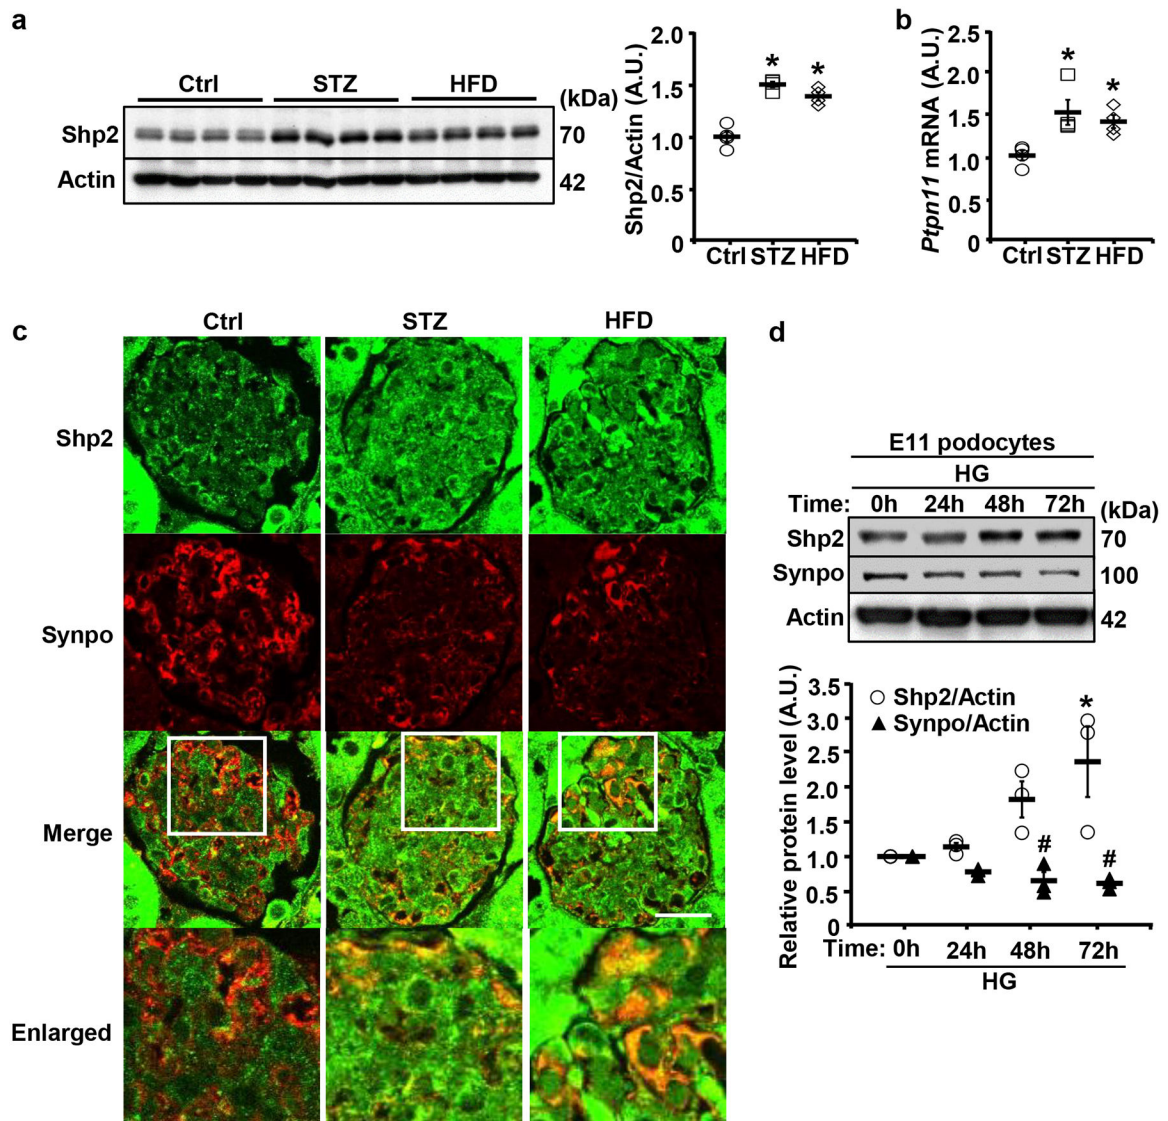 a
Ctrl STZ HFD (kDa)
Shp2 70
Actin 42
Shp2/Actin (A.U.)
2.0
1.5
1.0
0.5
0
* *
Ctrl STZ HFD
b
Ptpn11 mRNA (A.U.)
2.5
2.0
1.5
1.0
0.5
0
* *
Ctrl STZ HFD
c
Ctrl STZ HFD
Shp2
Synpo
Merge
Enlarged
d
E11 podocytes
HG
Time: 0h 24h 48h 72h (kDa)
Shp2 70
Synpo 100
Actin 42
Relative protein level (A.U.)
3.5
3.0
2.5
2.0
1.5
1.0
0.5
0
Shp2/Actin
Synpo/Actin
*
# #
Time: 0h 24h 48h 72h
HG